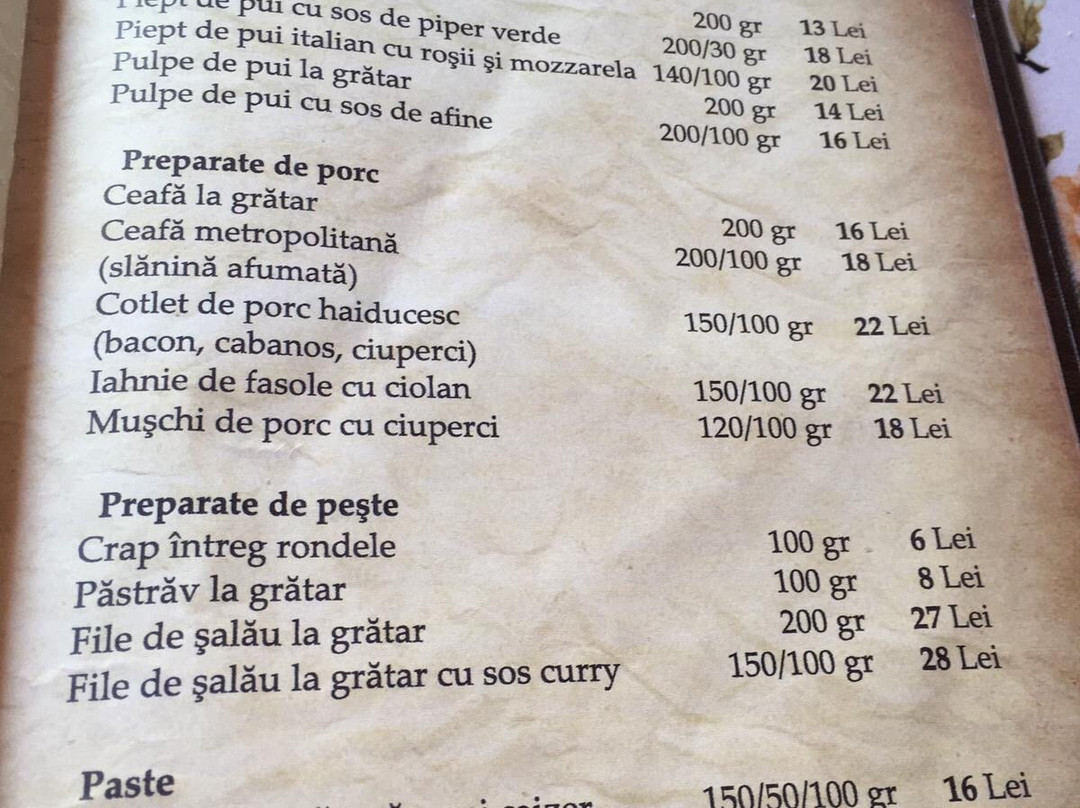 200 gr 13 Lei
Piept de pui cu sos de piper verde 200/30 gr 18 Lei
Piept de pui italian cu roşii şi mozzarela 140/100 gr 20 Lei
Pulpe de pui la grătar 200 gr 14 Lei
Pulpe de pui cu sos de afine 200/100 gr 16 Lei
Preparate de porc
Ceafă la grătar 200 gr 16 Lei
Ceafă metropolitană 200/100 gr 18 Lei
(slănină afumată)
Cotlet de porc haiducesc 150/100 gr 22 Lei
(bacon, cabanos, ciuperci)
Iahnie de fasole cu ciolan 150/100 gr 22 Lei
Muşchi de porc cu ciuperci 120/100 gr 18 Lei
Preparate de peşte
Crap întreg rondele 100 gr 6 Lei
Păstrăv la grătar 100 gr 8 Lei
File de şalău la grătar 200 gr 27 Lei
File de şalău la grătar cu sos curry 150/100 gr 28 Lei
Paste
150/50/100 gr 16 Lei